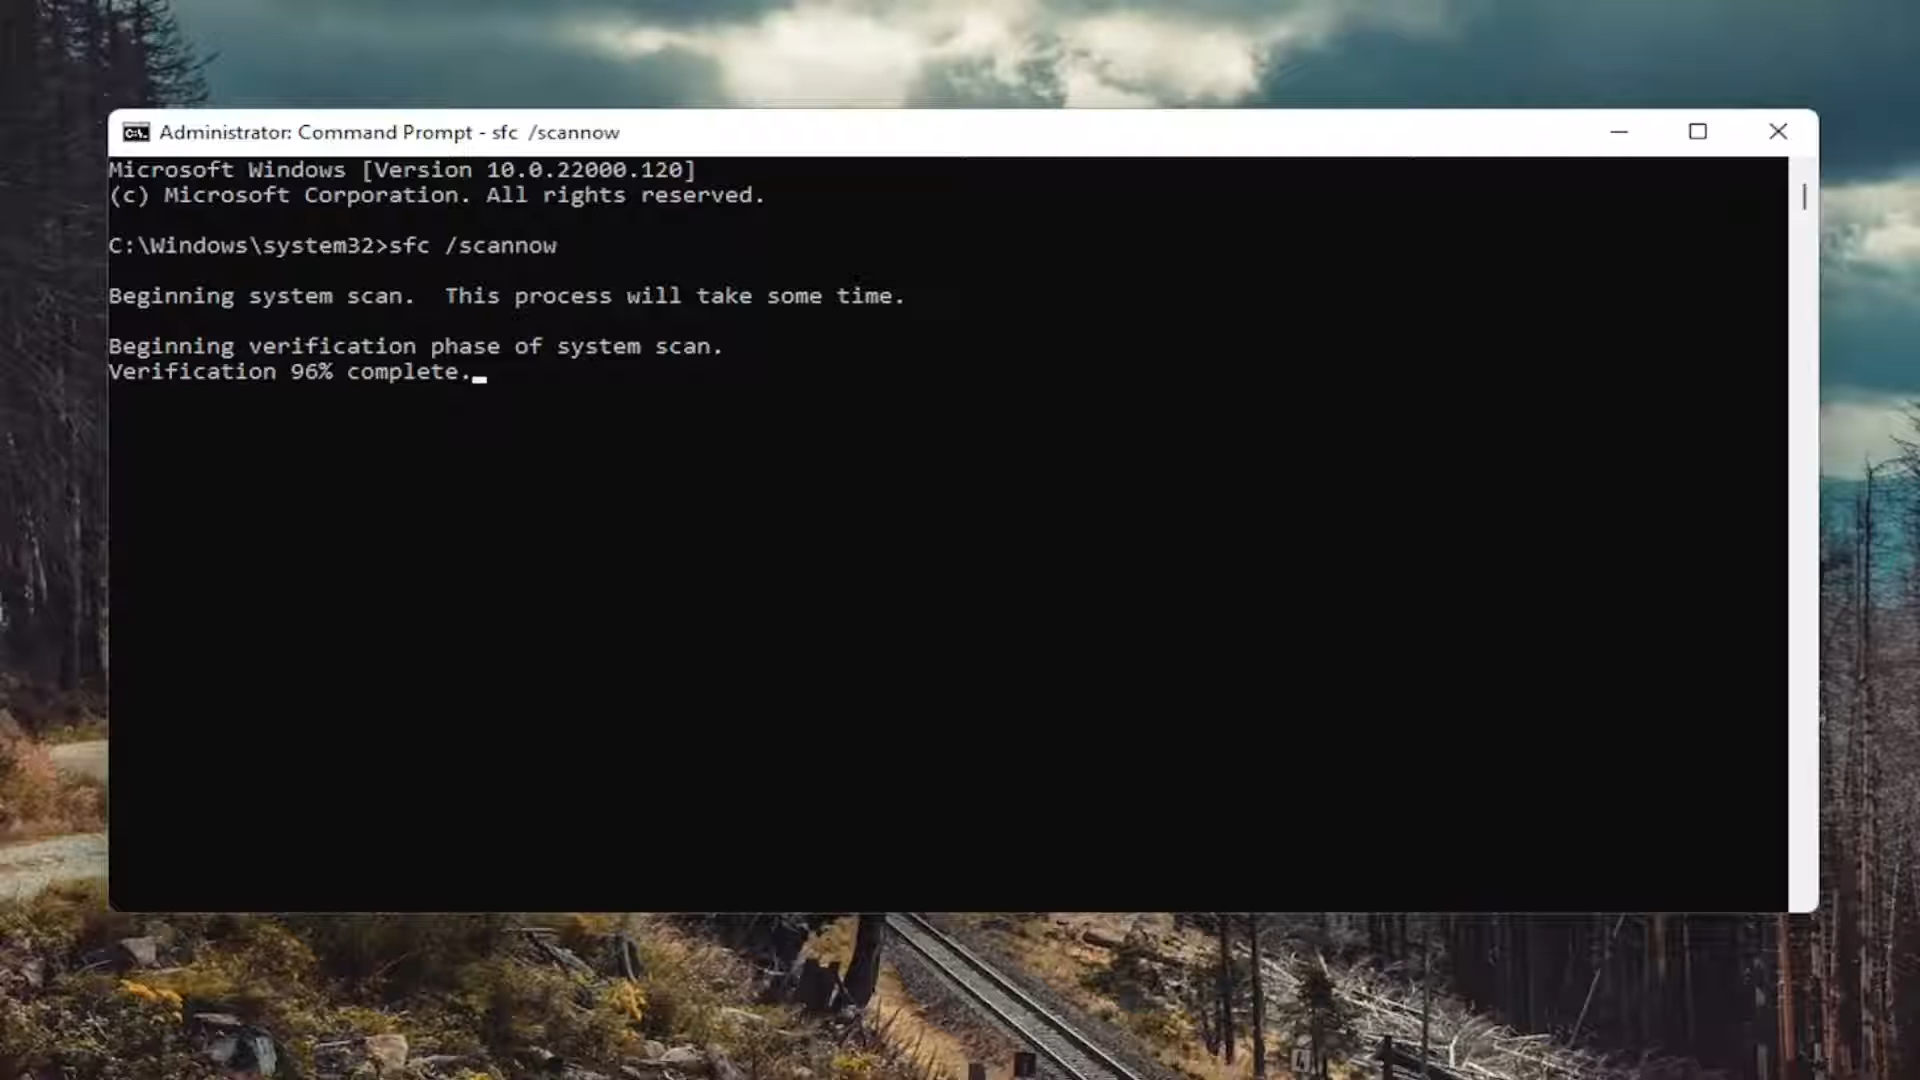 Administrator: Command Prompt - sfc  /scannow
Microsoft Windows [Version 10.0.22000.120]
(c) Microsoft Corporation. All rights reserved.
C:\Windows\system32>sfc /scannow
Beginning system scan.  This process will take some time.
Beginning verification phase of system scan.
Verification 96% complete.